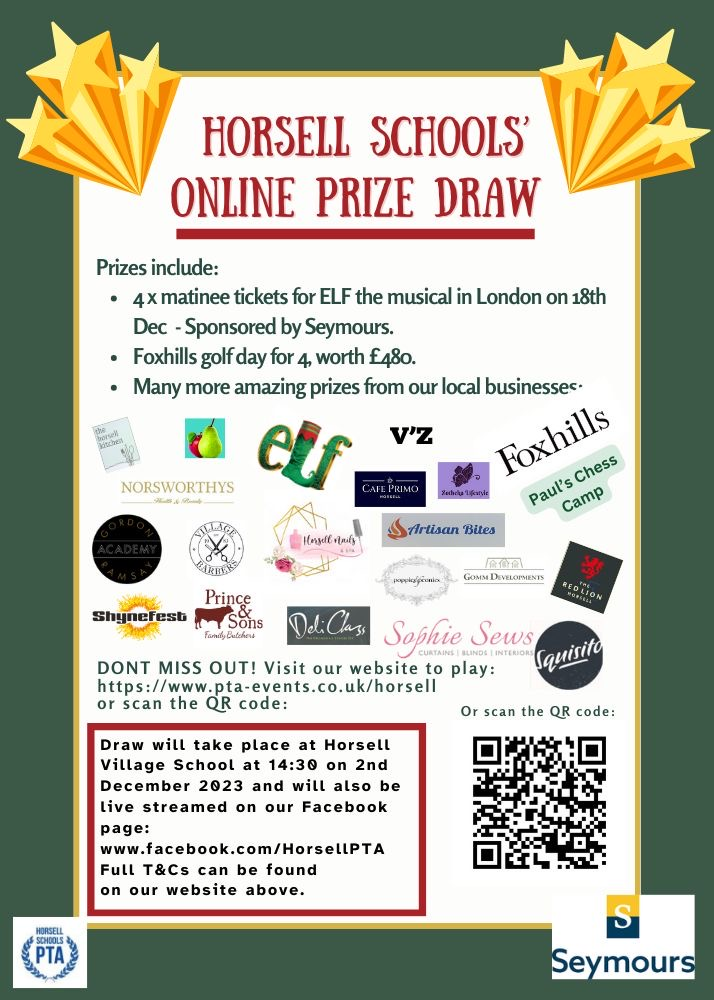 HORSELL SCHOOLS'
ONLINE PRIZE DRAW
Prizes include:
• 4 x matinee tickets for ELF the musical in London on 18th
Dec - Sponsored by Seymours.
• Foxhills golf day for 4, worth £480.
• Many more amazing prizes from our local businesses:
the
horsell
kitchen
elf
V'Z
Foxhills
NORSWORTHYS
Health & Beauty
CAFE PRIMO
HORSELL
Zotheka Lifestyle
Paul's Chess
Camp
GORDON
ACADEMY
RAMSAY
VILLAGE
BARBERS
Horsell Nails
& SPA
Artisan Bites
poppies&peonies
GOMM DEVELOPMENTS
THE
RED LION
HORSELL
Shynefest
Prince
& Sons
Family Butchers
Deli Class
Sophie Sews
CURTAINS | BLINDS | INTERIORS
Squisito
DONT MISS OUT! Visit our website to play:
https://www.pta-events.co.uk/horsell
or scan the QR code:
Or scan the QR code:
Draw will take place at Horsell
Village School at 14:30 on 2nd
December 2023 and will also be
live streamed on our Facebook
page:
www.facebook.com/HorsellPTA
Full T&Cs can be found
on our website above.
HORSELL
SCHOOLS
PTA
S
Seymours